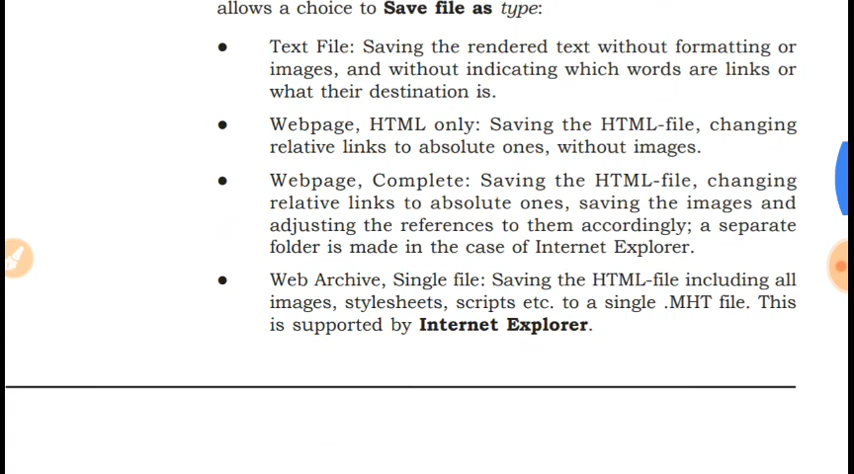 allows a choice to Save file as type:
● Text File: Saving the rendered text without formatting or
images, and without indicating which words are links or
what their destination is.
● Webpage, HTML only: Saving the HTML-file, changing
relative links to absolute ones, without images.
● Webpage, Complete: Saving the HTML-file, changing
relative links to absolute ones, saving the images and
adjusting the references to them accordingly; a separate
folder is made in the case of Internet Explorer.
● Web Archive, Single file: Saving the HTML-file including all
images, stylesheets, scripts etc. to a single .MHT file. This
is supported by Internet Explorer.